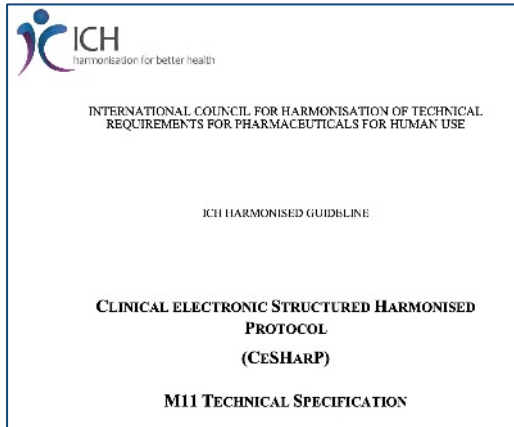 ICH
harmonisation for better health
INTERNATIONAL COUNCIL FOR HARMONISATION OF TECHNICAL
REQUIREMENTS FOR PHARMACEUTICALS FOR HUMAN USE
ICH HARMONISED GUIDELINE
CLINICAL ELECTRONIC STRUCTURED HARMONISED
PROTOCOL
(CESHARP)
M11 TECHNICAL SPECIFICATION